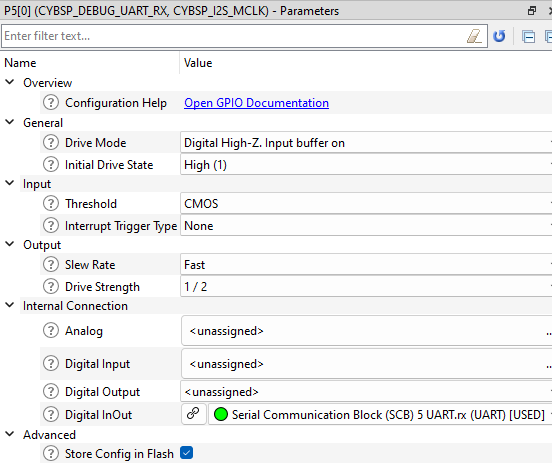 P5[0] (CYBSP_DEBUG_UART_RX, CYBSP_I2S_MCLK) - Parameters
Enter filter text...
Name Value
Overview
Configuration Help Open GPIO Documentation
General
Drive Mode Digital High-Z. Input buffer on
Initial Drive State High (1)
Input
Threshold CMOS
Interrupt Trigger Type None
Output
Slew Rate Fast
Drive Strength 1 / 2
Internal Connection
Analog <unassigned> ..
Digital Input <unassigned> ..
Digital Output <unassigned>
Digital InOut Serial Communication Block (SCB) 5 UART.rx (UART) [USED]
Advanced
Store Config in Flash